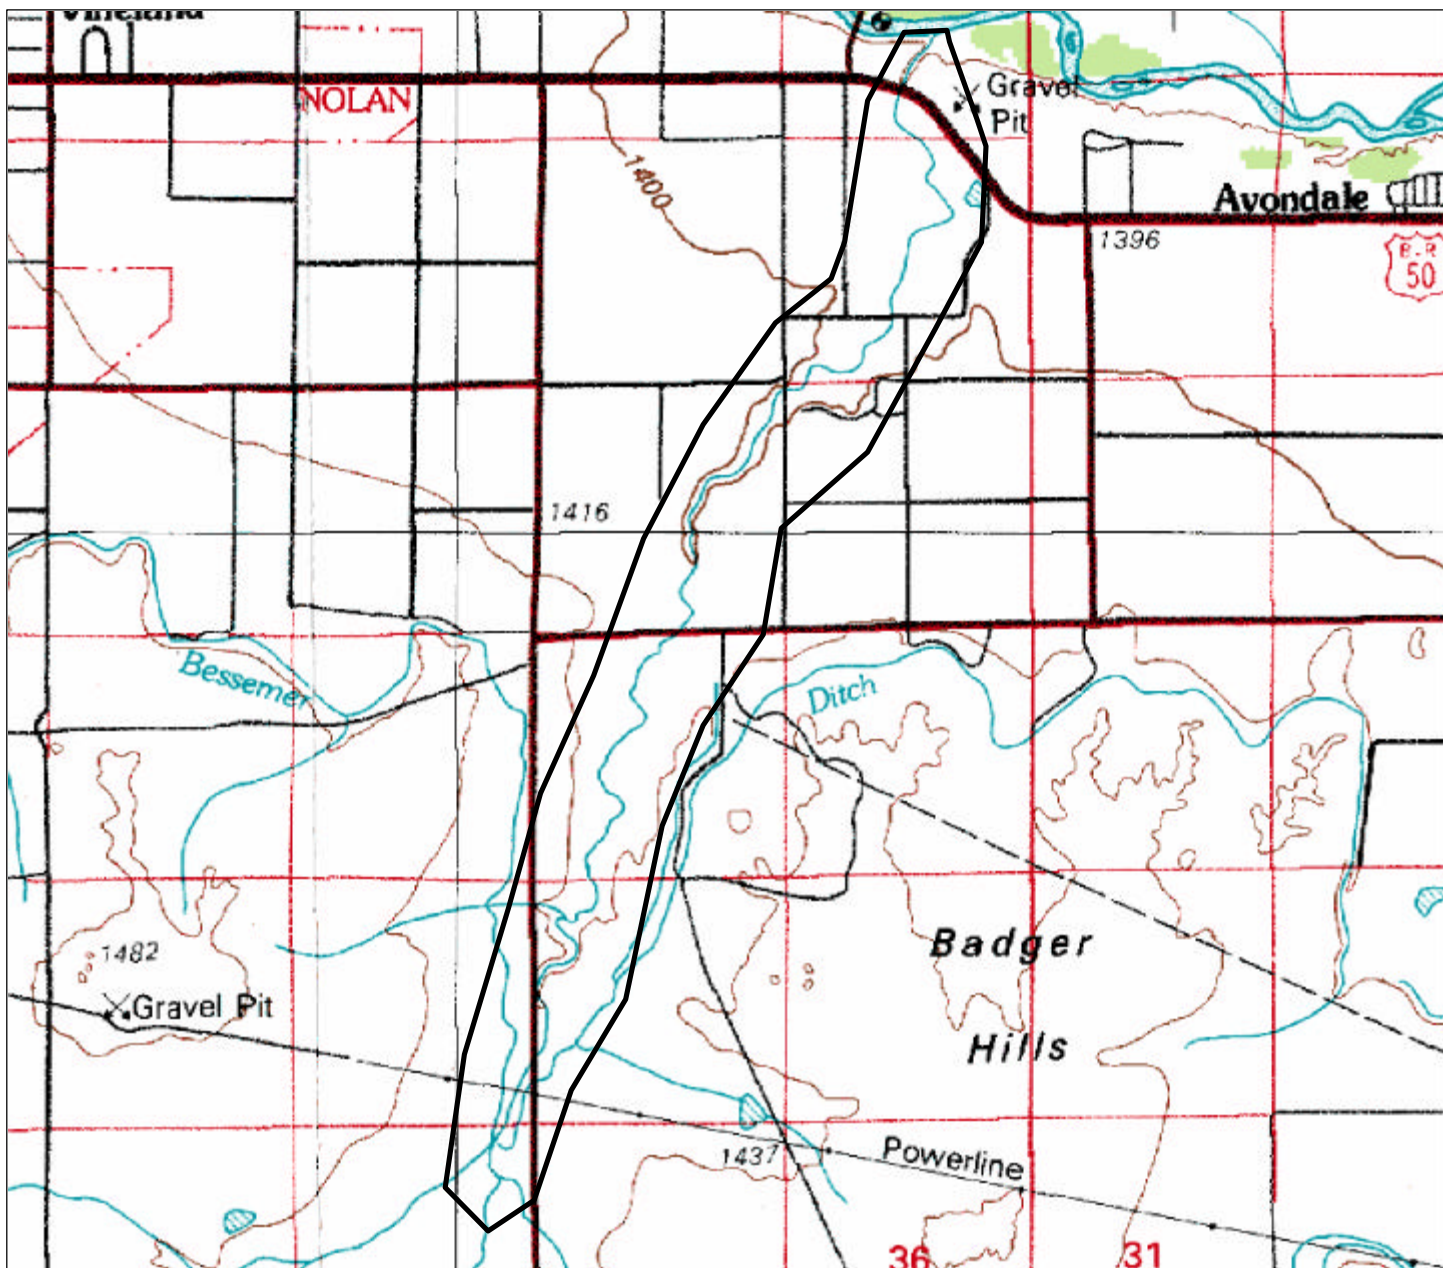 Vineland
NOLAN
Gravel
Pit
1400
Avondale
1396
B-R
50
1416
Bessemer
Ditch
1482
Gravel Pit
Badger
Hills
1437
Powerline
36
31